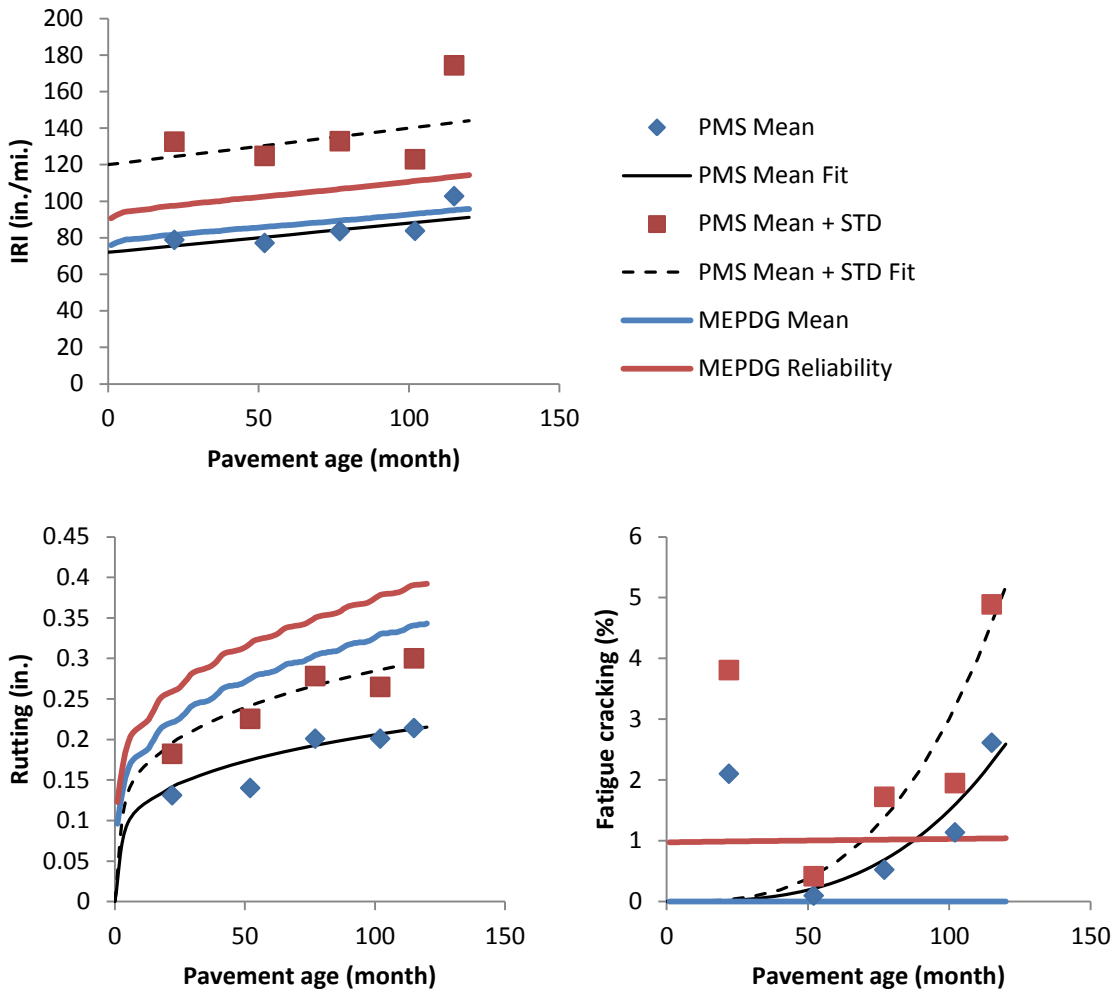 200
180
160
140
120
100
80
60
40
20
0
IRI (in./mi.)
0 50 100 150
Pavement age (month)
PMS Mean
PMS Mean Fit
PMS Mean + STD
PMS Mean + STD Fit
MEPDG Mean
MEPDG Reliability
0.45
0.4
0.35
0.3
0.25
0.2
0.15
0.1
0.05
0
Rutting (in.)
0 50 100 150
Pavement age (month)
6
5
4
3
2
1
0
Fatigue cracking (%)
0 50 100 150
Pavement age (month)